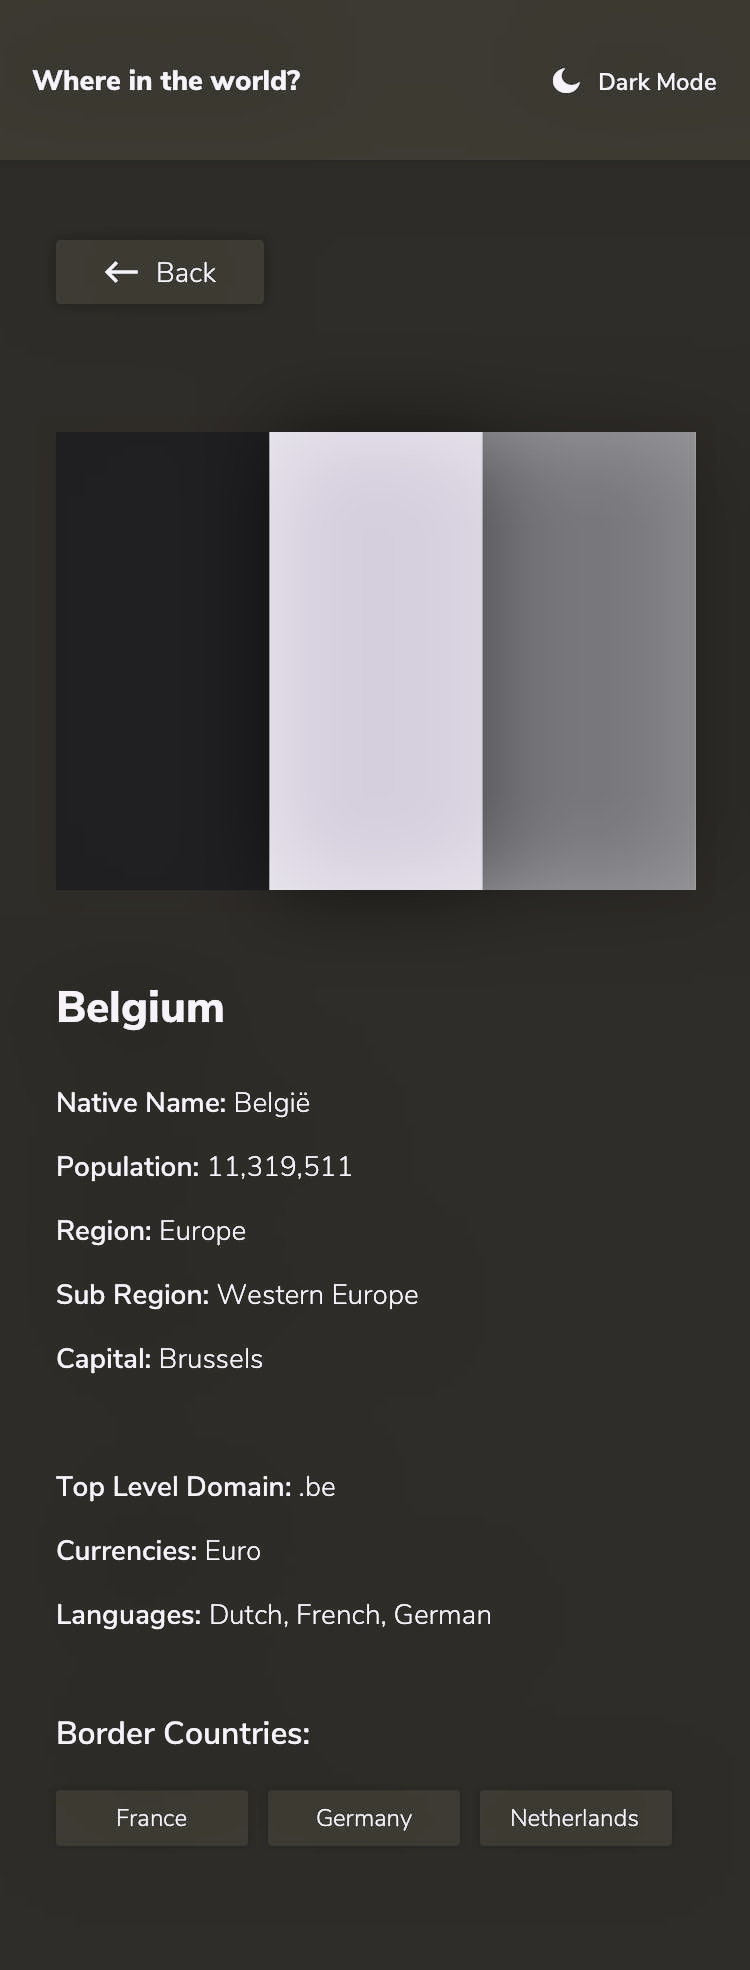 Where in the world?
Dark Mode
Back
Belgium
Native Name: België
Population: 11,319,511
Region: Europe
Sub Region: Western Europe
Capital: Brussels
Top Level Domain: .be
Currencies: Euro
Languages: Dutch, French, German
Border Countries:
France
Germany
Netherlands